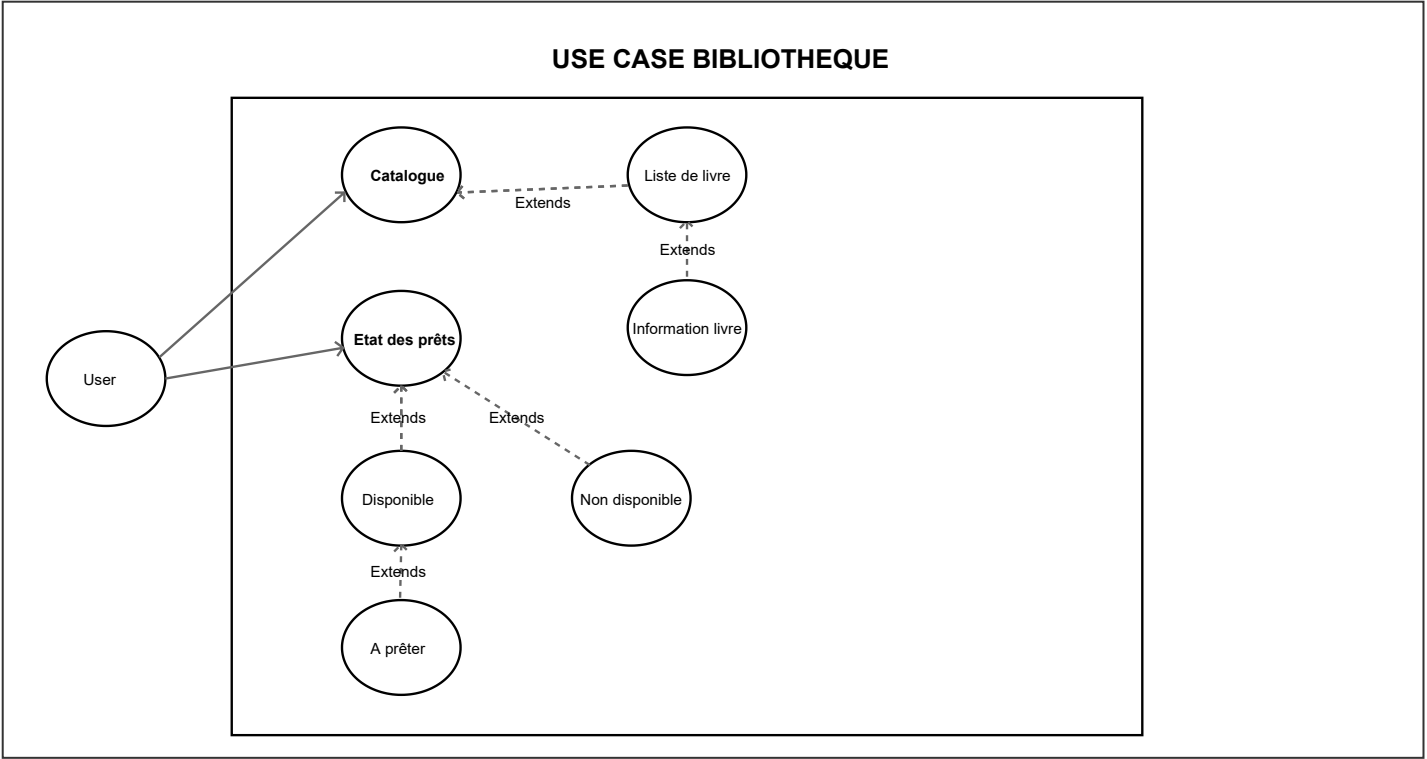 USE CASE BIBLIOTHEQUE
Catalogue
Liste de livre
Extends
Extends
Information livre
Etat des prêts
User
Extends
Extends
Disponible
Non disponible
Extends
A prêter